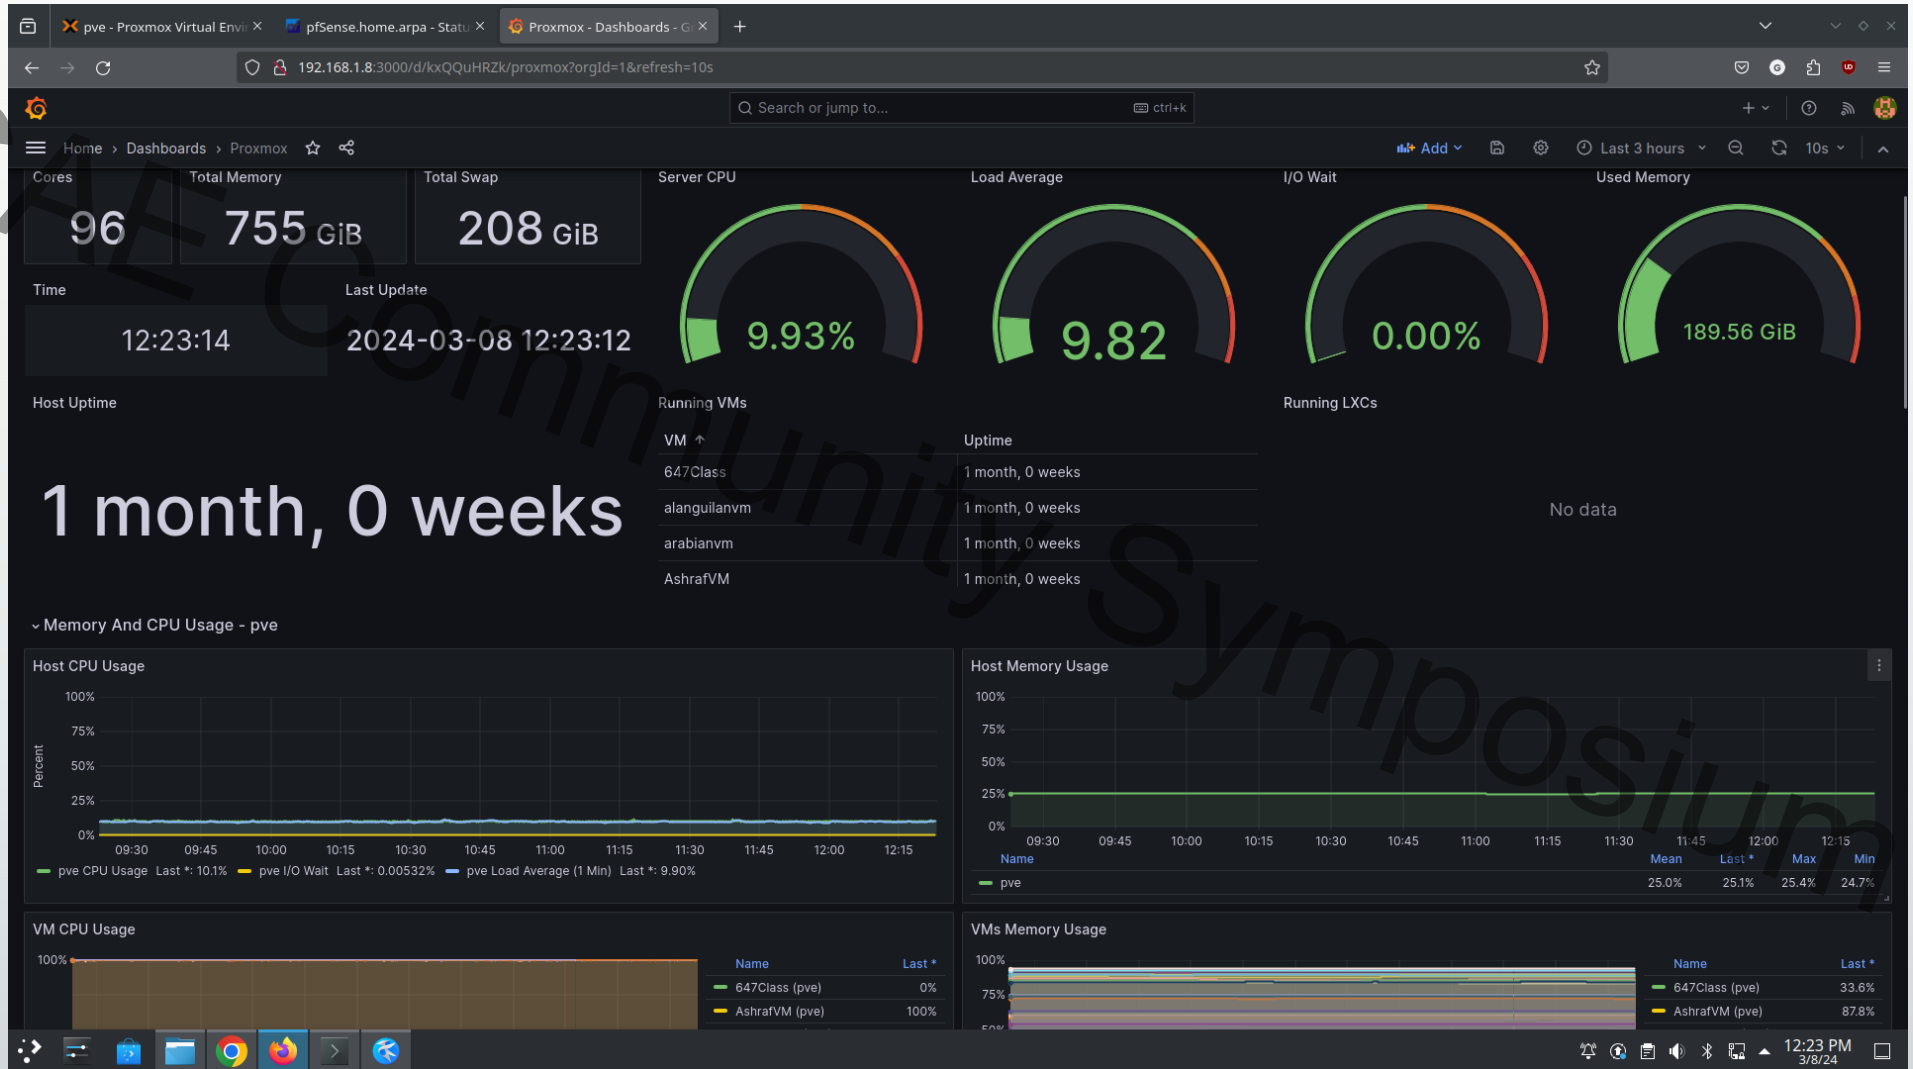 pve - Proxmox Virtual Envir
pfSense.home.arpa - Statu
Proxmox - Dashboards - Gr
192.168.1.8:3000/d/kxQQuHRZk/proxmox?orgId=1&refresh=10s
Search or jump to...
ctrl+k
Home › Dashboards › Proxmox
Add
Last 3 hours
10s
Cores
Total Memory
Total Swap
Server CPU
Load Average
I/O Wait
Used Memory
96
755 GiB
208 GiB
9.93%
9.82
0.00%
189.56 GiB
Time
Last Update
12:23:14
2024-03-08 12:23:12
Host Uptime
Running VMs
Running LXCs
1 month, 0 weeks
VM ↑ Uptime
647Class 1 month, 0 weeks
alanguilanvm 1 month, 0 weeks
arabianvm 1 month, 0 weeks
AshrafVM 1 month, 0 weeks
No data
Memory And CPU Usage - pve
Host CPU Usage
Percent
100%
75%
50%
25%
0%
09:30 09:45 10:00 10:15 10:30 10:45 11:00 11:15 11:30 11:45 12:00 12:15
pve CPU Usage Last *: 10.1% pve I/O Wait Last *: 0.00532% pve Load Average (1 Min) Last *: 9.90%
Host Memory Usage
100%
75%
50%
25%
0%
09:30 09:45 10:00 10:15 10:30 10:45 11:00 11:15 11:30 11:45 12:00 12:15
Name Mean Last * Max Min
pve 25.0% 25.1% 25.4% 24.7%
VM CPU Usage
100%
Name Last *
647Class (pve) 0%
AshrafVM (pve) 100%
VMs Memory Usage
100%
75%
50%
Name Last *
647Class (pve) 33.6%
AshrafVM (pve) 87.8%
12:23 PM
3/8/24
AE Community Symposium